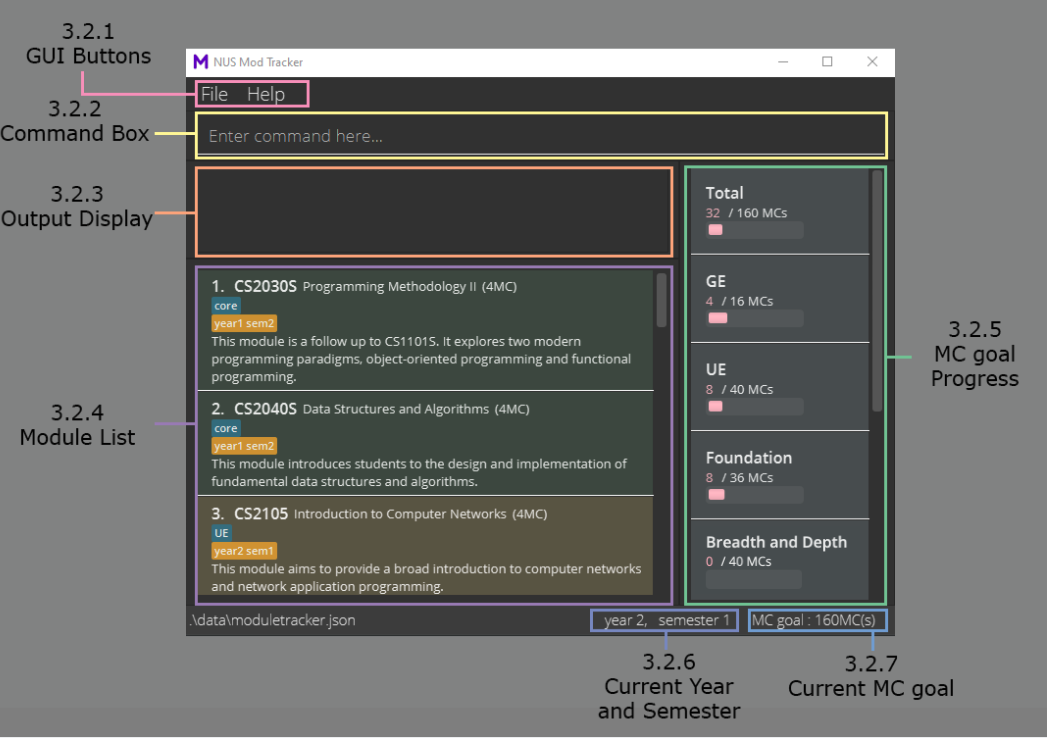 3.2.1
GUI Buttons
3.2.2
Command Box
3.2.3
Output Display
3.2.4
Module List
NUS Mod Tracker
File Help
Enter command here...
1. CS2030S Programming Methodology II (4MC)
core
year1 sem2
This module is a follow up to CS1101S. It explores two modern
programming paradigms, object-oriented programming and functional
programming.
2. CS2040S Data Structures and Algorithms (4MC)
core
year1 sem2
This module introduces students to the design and implementation of
fundamental data structures and algorithms.
3. CS2105 Introduction to Computer Networks (4MC)
UE
year2 sem1
This module aims to provide a broad introduction to computer networks
and network application programming.
Total
32 / 160 MCs
GE
4 / 16 MCs
UE
8 / 40 MCs
Foundation
8 / 36 MCs
Breadth and Depth
0 / 40 MCs
3.2.5
MC goal
Progress
.\data\moduletracker.json
year 2, semester 1
MC goal : 160MC(s)
3.2.6
Current Year
and Semester
3.2.7
Current MC goal